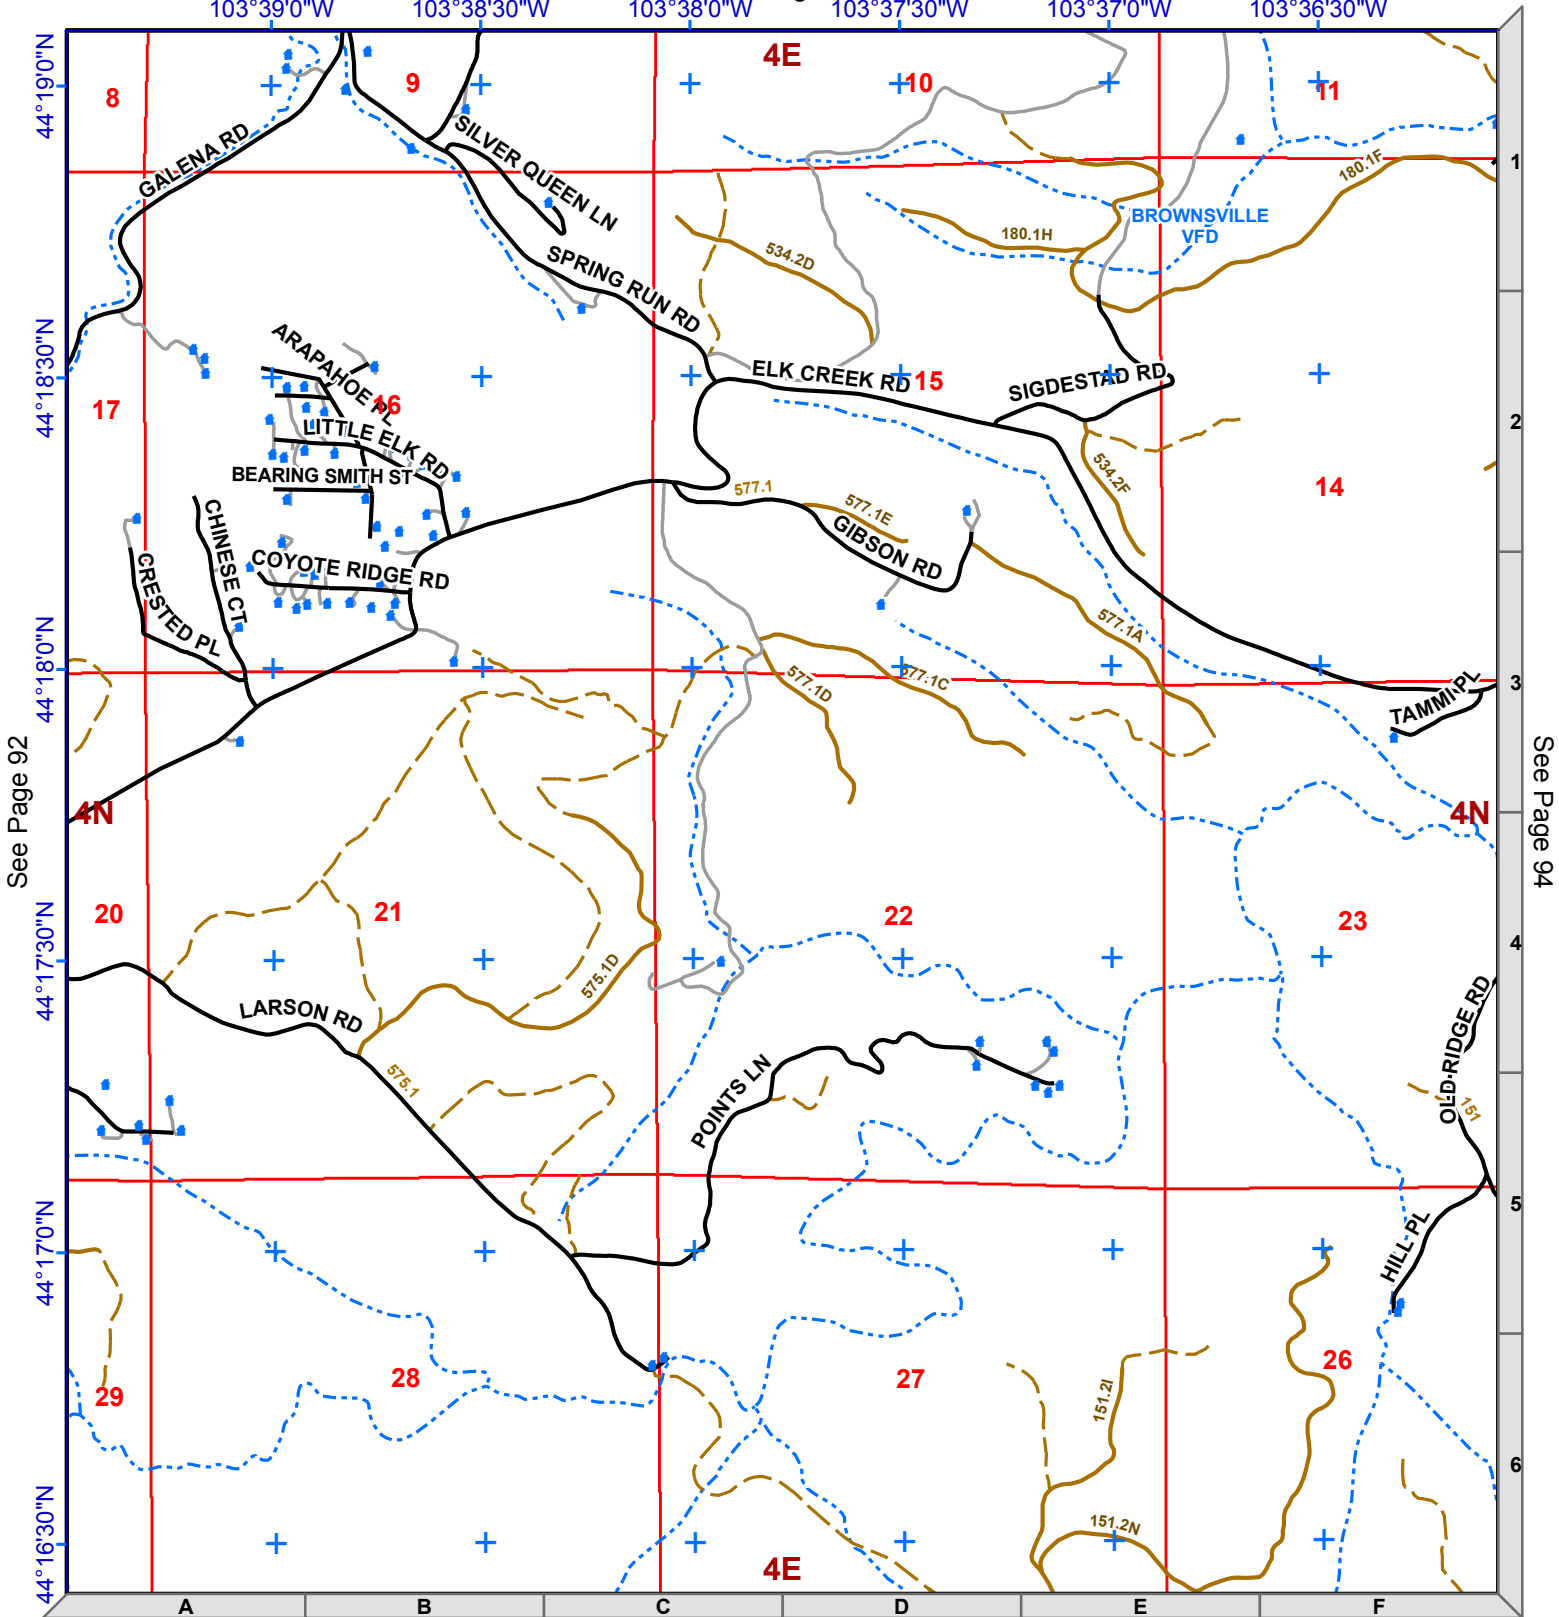 103°39'0"W
103°38'30"W
103°38'0"W
103°37'30"W
103°37'0"W
103°36'30"W
44°19'0"N
44°18'30"N
44°18'0"N
44°17'30"N
44°17'0"N
44°16'30"N
See Page 92
See Page 94
4E
8
9
10
11
1
GALENA RD
SILVER QUEEN LN
180.1F
BROWNSVILLE
VFD
180.1H
534.2D
SPRING RUN RD
ARAPAHOE PL
ELK CREEK RD
15
SIGDESTAD RD
17
16
2
LITTLE ELK RD
BEARING SMITH ST
534.2F
14
577.1
577.1E
GIBSON RD
CHINESE CT
CRESTED PL
COYOTE RIDGE RD
577.1A
577.1C
577.1D
3
TAMMI PL
4N
4N
20
21
22
23
4
575.1D
LARSON RD
OLD RIDGE RD
575.1
POINTS LN
151
5
HILL PL
29
28
27
26
151.2I
6
151.2N
4E
A
B
C
D
E
F